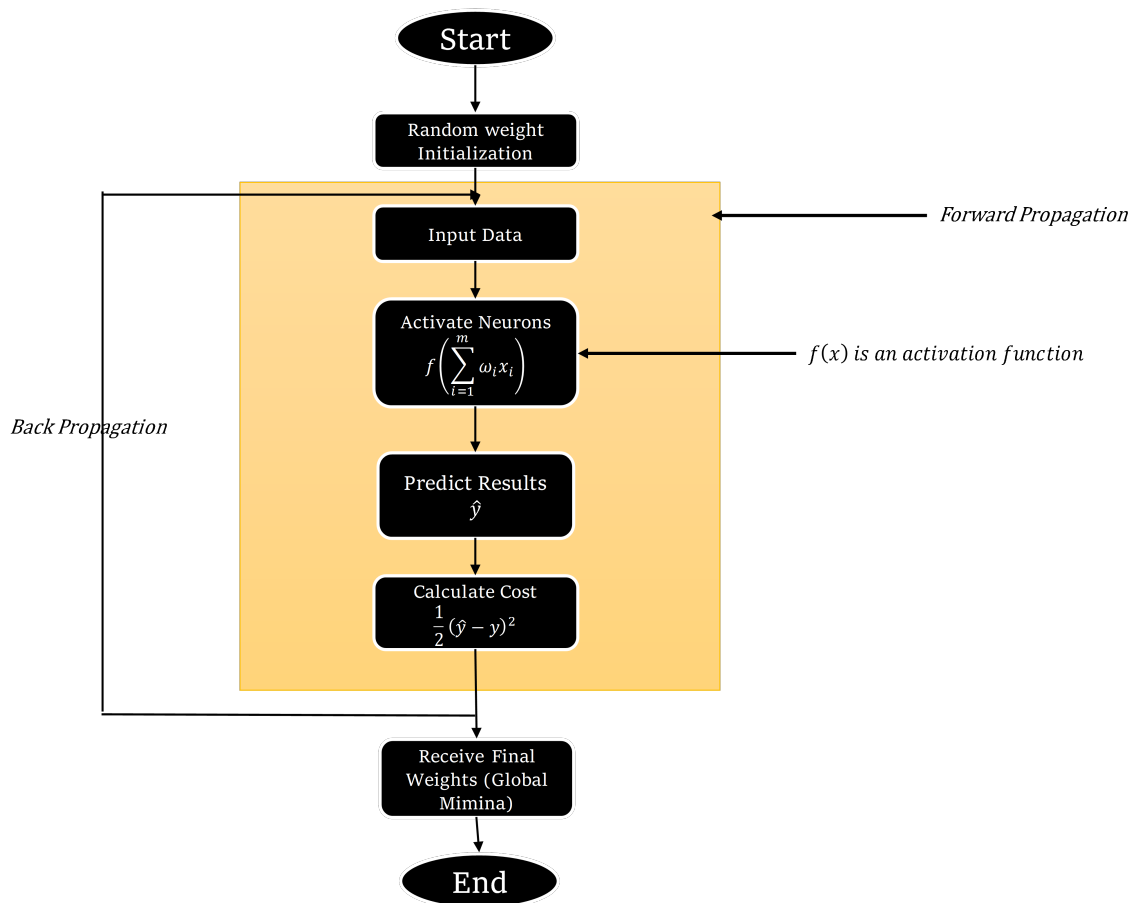 Start
Random weight
Initialization
Forward Propagation
Input Data
Activate Neurons
f(∑_{i=1}^{m} ω_i x_i)
f(x) is an activation function
Back Propagation
Predict Results
ŷ
Calculate Cost
1/2 (ŷ − y)²
Receive Final
Weights (Global
Mimina)
End